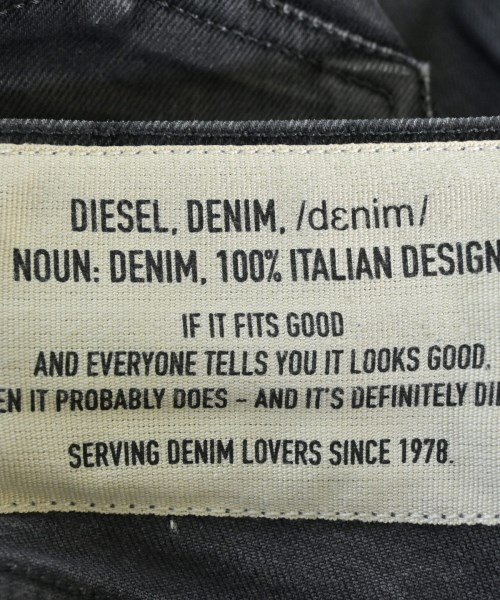 DIESEL, DENIM, /dɛnim/
NOUN: DENIM, 100% ITALIAN DESIGN
IF IT FITS GOOD
AND EVERYONE TELLS YOU IT LOOKS GOOD,
IT PROBABLY DOES – AND IT'S DEFINITELY
SERVING DENIM LOVERS SINCE 1978.